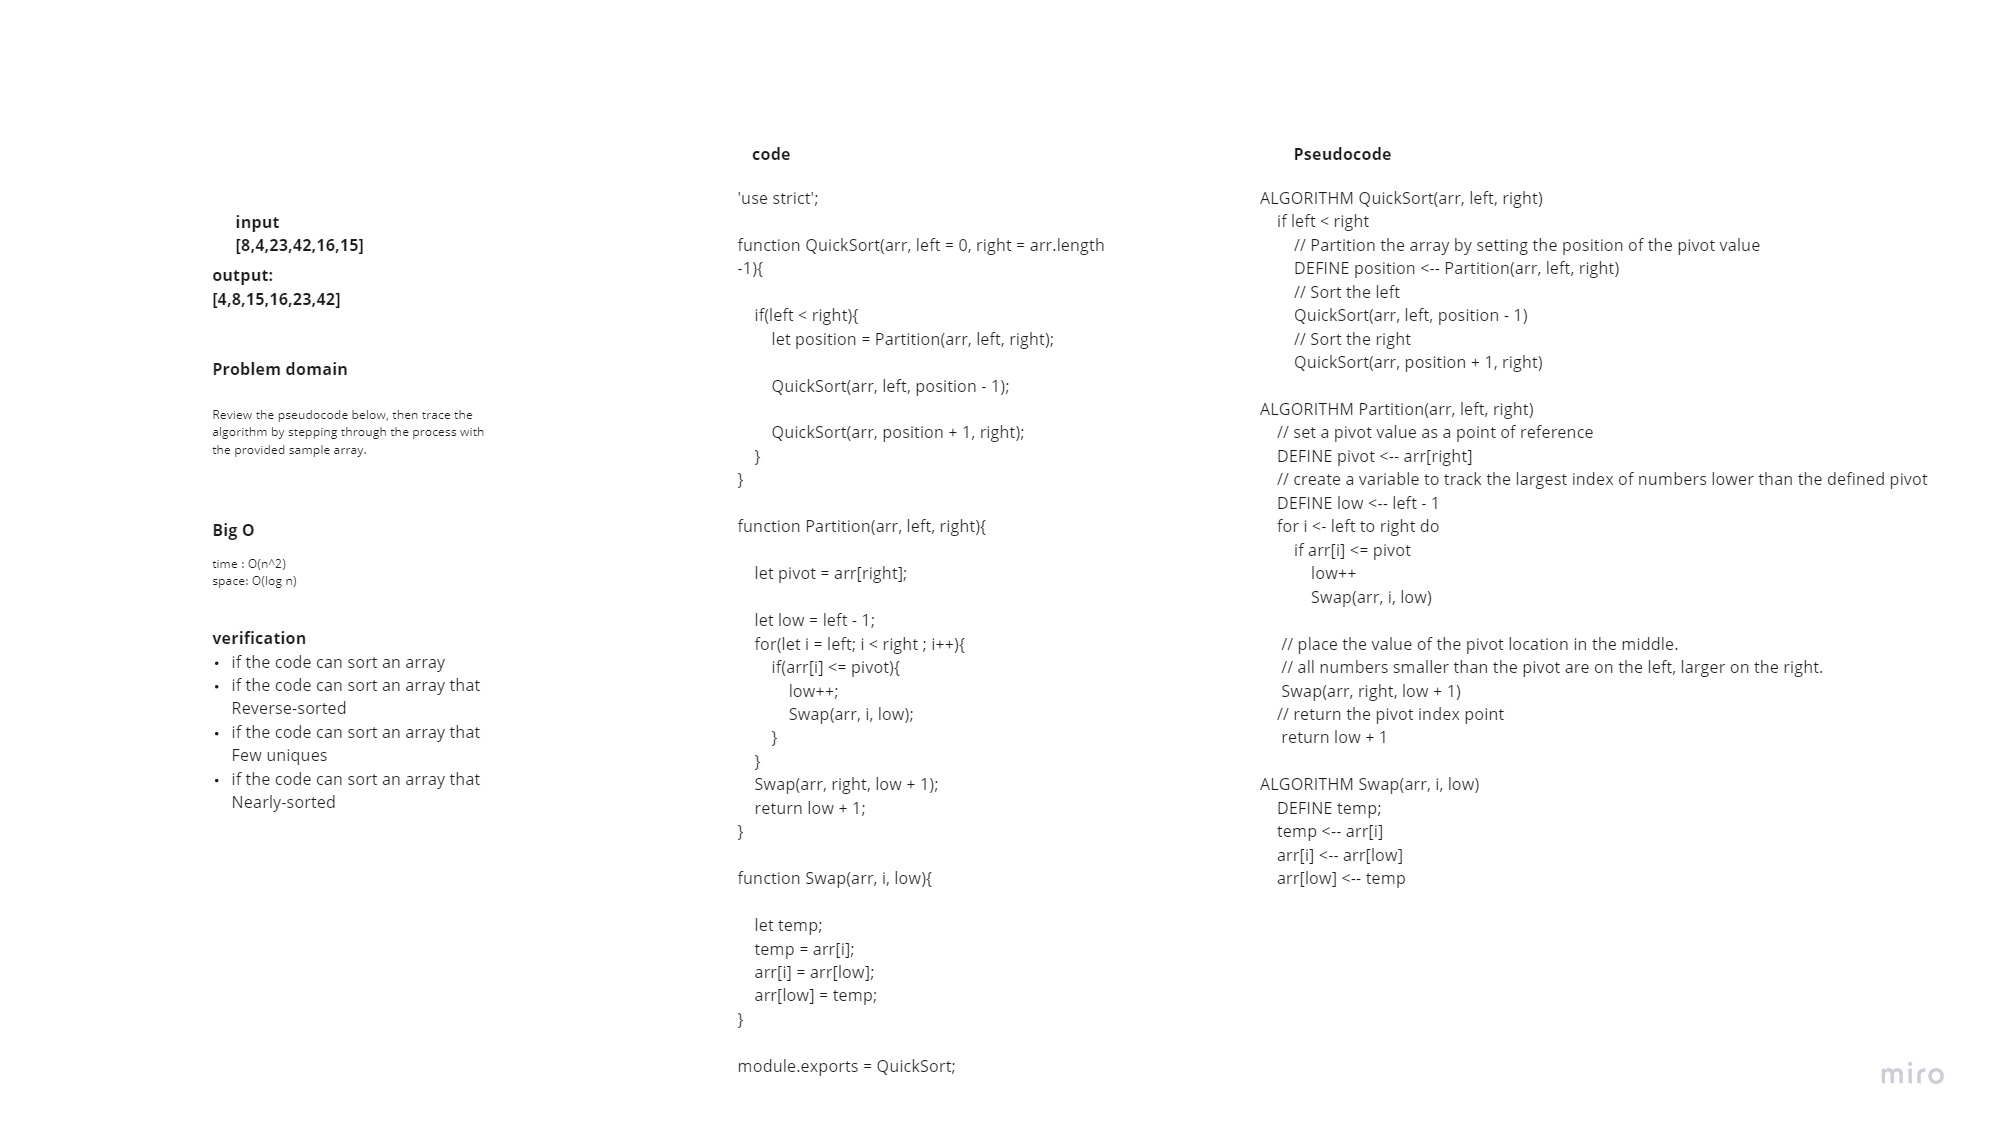 input
[8,4,23,42,16,15]
output:
[4,8,15,16,23,42]
Problem domain
Review the pseudocode below, then trace the
algorithm by stepping through the process with
the provided sample array.
Big O
time : O(n^2)
space: O(log n)
verification
• if the code can sort an array
• if the code can sort an array that
Reverse-sorted
• if the code can sort an array that
Few uniques
• if the code can sort an array that
Nearly-sorted
code
'use strict';
function QuickSort(arr, left = 0, right = arr.length
-1){
if(left < right){
let position = Partition(arr, left, right);
QuickSort(arr, left, position - 1);
QuickSort(arr, position + 1, right);
}
}
function Partition(arr, left, right){
let pivot = arr[right];
let low = left - 1;
for(let i = left; i < right ; i++){
if(arr[i] <= pivot){
low++;
Swap(arr, i, low);
}
}
Swap(arr, right, low + 1);
return low + 1;
}
function Swap(arr, i, low){
let temp;
temp = arr[i];
arr[i] = arr[low];
arr[low] = temp;
}
module.exports = QuickSort;
Pseudocode
ALGORITHM QuickSort(arr, left, right)
if left < right
// Partition the array by setting the position of the pivot value
DEFINE position <-- Partition(arr, left, right)
// Sort the left
QuickSort(arr, left, position - 1)
// Sort the right
QuickSort(arr, position + 1, right)
ALGORITHM Partition(arr, left, right)
// set a pivot value as a point of reference
DEFINE pivot <-- arr[right]
// create a variable to track the largest index of numbers lower than the defined pivot
DEFINE low <-- left - 1
for i <- left to right do
if arr[i] <= pivot
low++
Swap(arr, i, low)
// place the value of the pivot location in the middle.
// all numbers smaller than the pivot are on the left, larger on the right.
Swap(arr, right, low + 1)
// return the pivot index point
return low + 1
ALGORITHM Swap(arr, i, low)
DEFINE temp;
temp <-- arr[i]
arr[i] <-- arr[low]
arr[low] <-- temp
miro